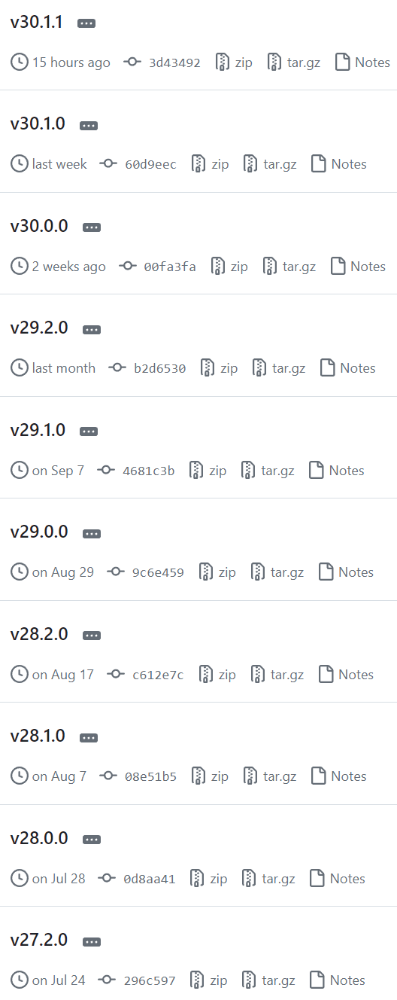 v30.1.1
15 hours ago 3d43492 zip tar.gz Notes
v30.1.0
last week 60d9eec zip tar.gz Notes
v30.0.0
2 weeks ago 00fa3fa zip tar.gz Notes
v29.2.0
last month b2d6530 zip tar.gz Notes
v29.1.0
on Sep 7 4681c3b zip tar.gz Notes
v29.0.0
on Aug 29 9c6e459 zip tar.gz Notes
v28.2.0
on Aug 17 c612e7c zip tar.gz Notes
v28.1.0
on Aug 7 08e51b5 zip tar.gz Notes
v28.0.0
on Jul 28 0d8aa41 zip tar.gz Notes
v27.2.0
on Jul 24 296c597 zip tar.gz Notes